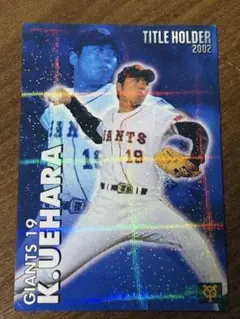 TITLE HOLDER
2002
GIANTS
19
GIANTS 19
K.UEHARA